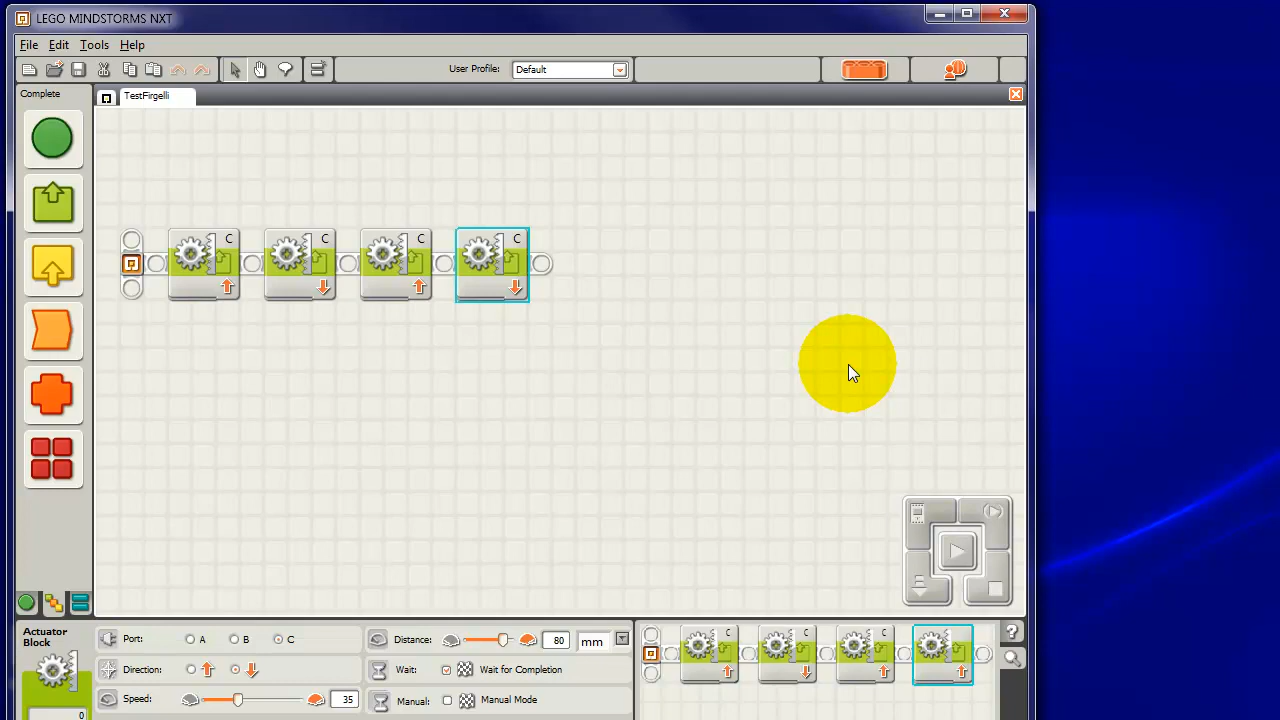 LEGO MINDSTORMS NXT
File Edit Tools Help
User Profile: Default
Complete
TestFirgelli
C C C C
Actuator Block
0
Port: A B C
Direction:
Speed: 35
Distance: 80 mm
Wait: Wait for Completion
Manual: Manual Mode
C C C C
?